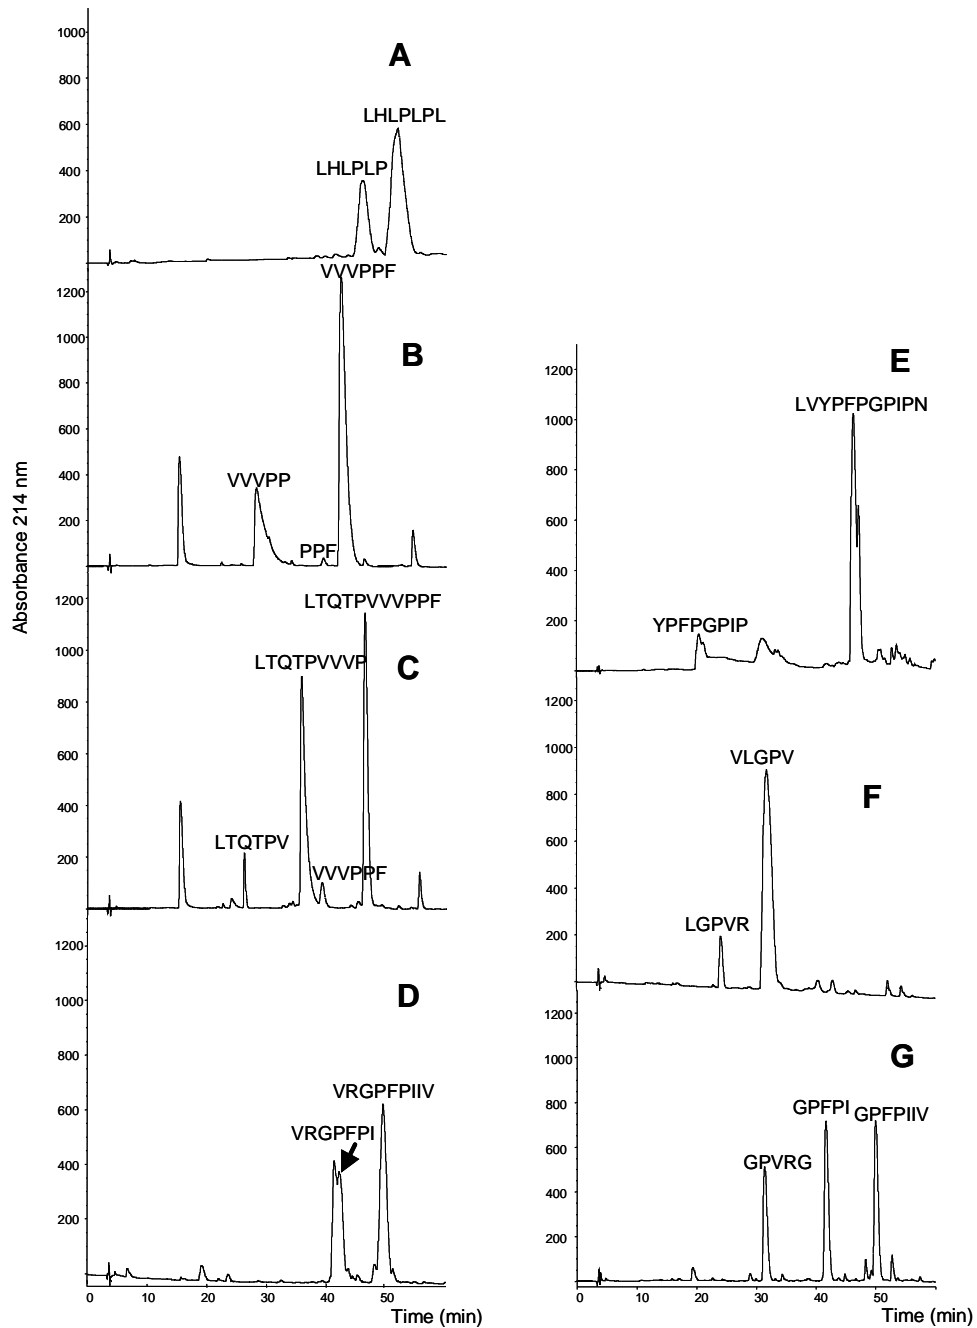 Absorbance 214 nm
A
1000
800
600
400
200
LHLPLPL
LHLPLP
B
1200
1000
800
600
400
200
VVVPPF
VVVPP
PPF
C
1200
1000
800
600
400
200
LTQTPVVVPPF
LTQTPVVVP
LTQTPV
VVVPPF
D
1200
1000
800
600
400
200
VRGPFPIIV
VRGPFPI
0 10 20 30 40 50
Time (min)
E
1200
1000
800
600
400
200
LVYPFPGPIPN
YPFPGPIP
F
1200
1000
800
600
400
200
VLGPV
LGPVR
G
1200
1000
800
600
400
200
GPFPI
GPFPIIV
GPVRG
0 10 20 30 40 50
Time (min)